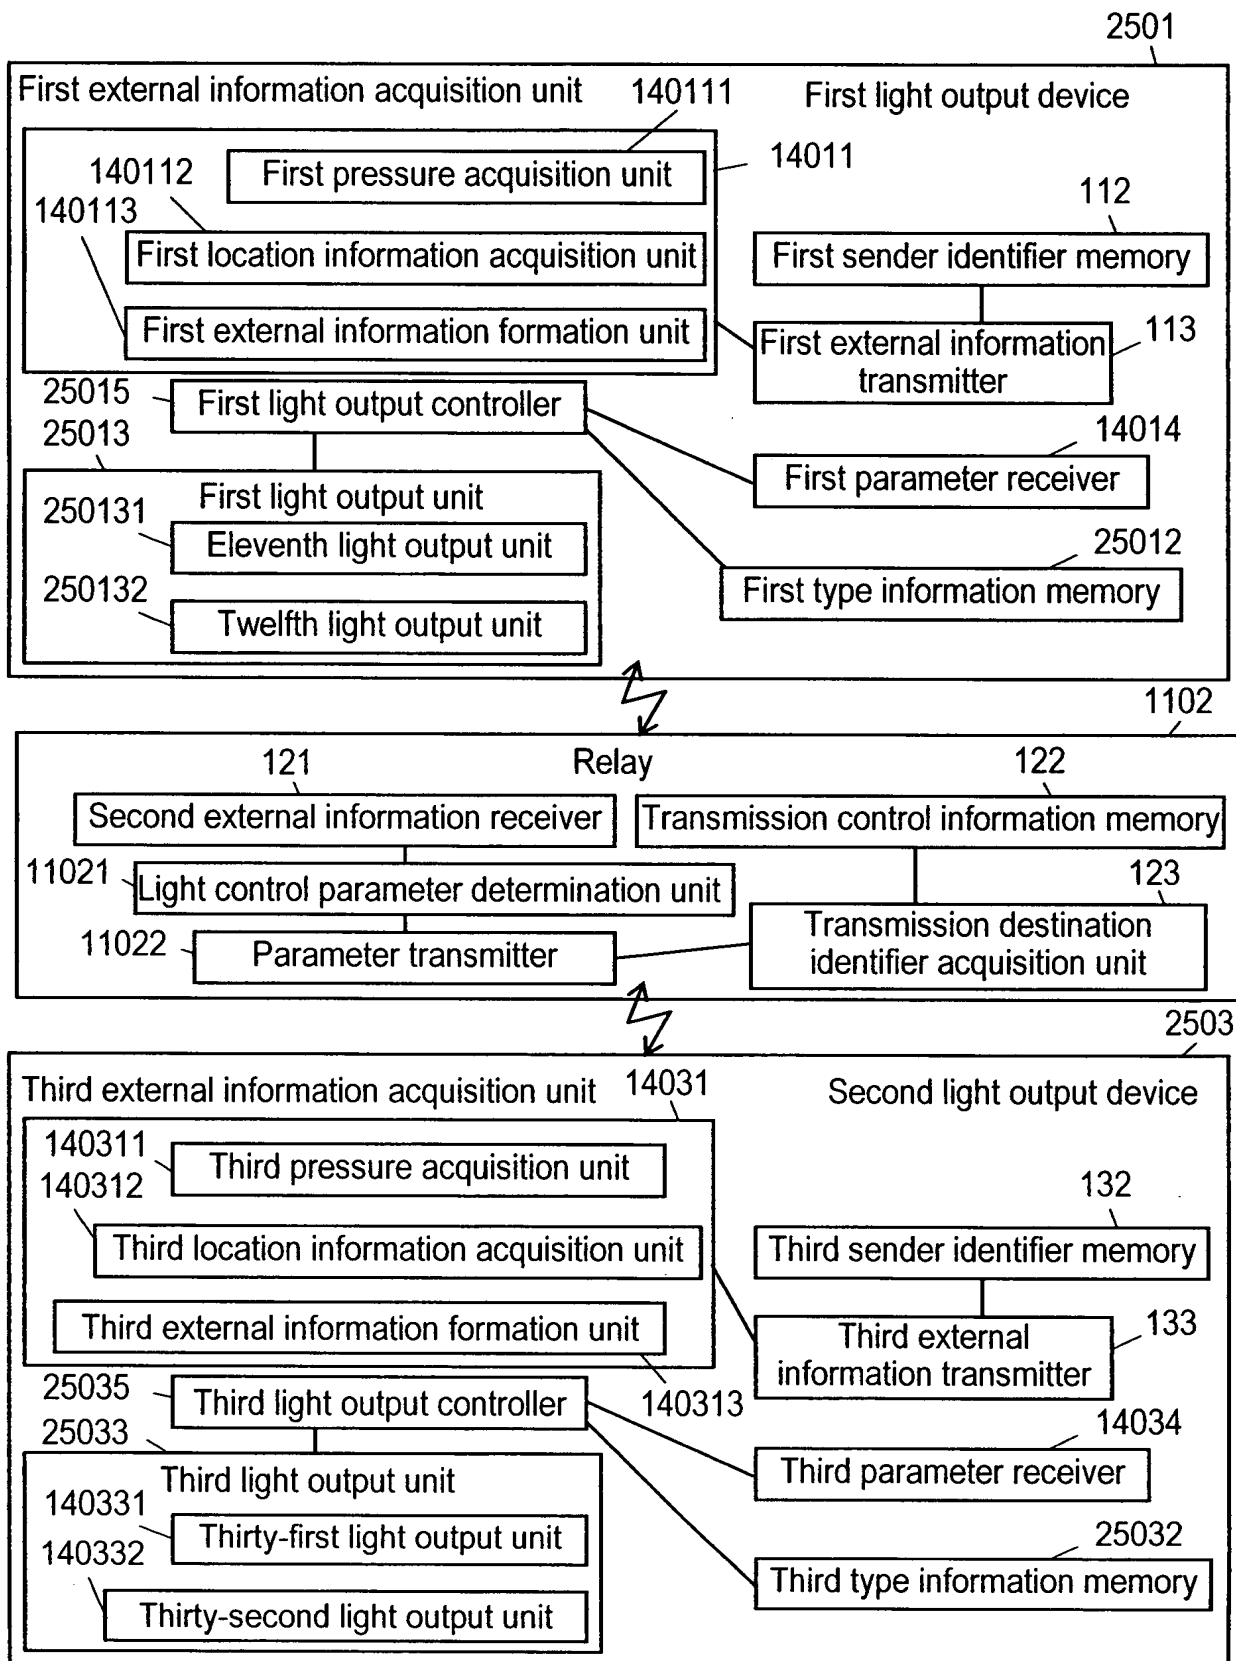 2501
First external information acquisition unit
140111
First light output device
First pressure acquisition unit
14011
140112
140113
112
First location information acquisition unit
First sender identifier memory
First external information formation unit
First external information
transmitter
113
25015
First light output controller
25013
14014
First parameter receiver
First light output unit
250131
Eleventh light output unit
25012
First type information memory
250132
Twelfth light output unit
1102
121
Relay
122
Second external information receiver
Transmission control information memory
11021
Light control parameter determination unit
123
11022
Parameter transmitter
Transmission destination
identifier acquisition unit
2503
Third external information acquisition unit
14031
Second light output device
140311
Third pressure acquisition unit
140312
132
Third location information acquisition unit
Third sender identifier memory
Third external information formation unit
Third external
information transmitter
133
25035
Third light output controller
140313
25033
14034
Third light output unit
Third parameter receiver
140331
Thirty-first light output unit
140332
25032
Third type information memory
Thirty-second light output unit